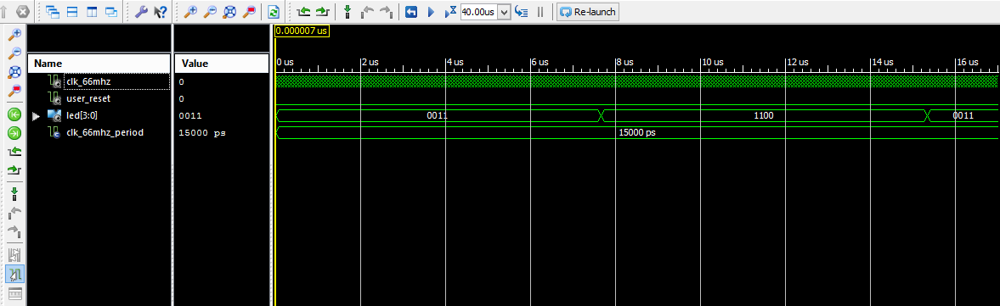 40.00us Re-launch
0.000007 us
Name Value
0 us 2 us 4 us 6 us 8 us 10 us 12 us 14 us 16 us
clk_66mhz 0
user_reset 0
led[3:0] 0011 0011 1100 0011
clk_66mhz_period 15000 ps 15000 ps